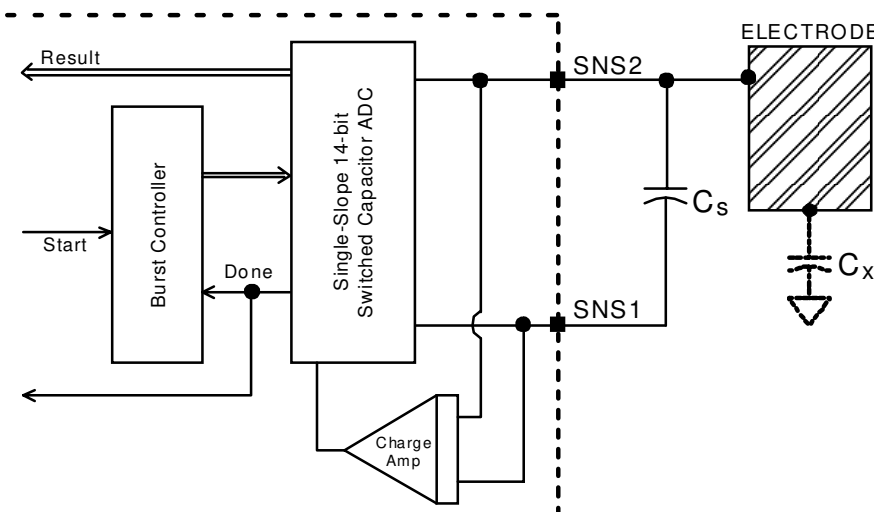 ELECTRODE
Result
SNS2
Single-Slope 14-bit
Switched Capacitor ADC
Burst Controller
Start
Done
Cs
Cx
SNS1
Charge
Amp